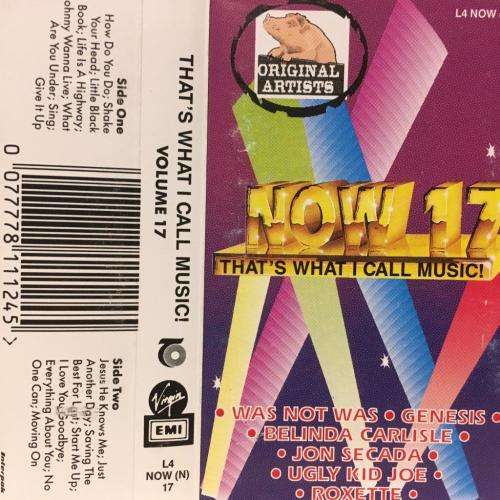 Side One
How Do You Do; Shake
Your Head; Little Black
Book; Life Is A Highway;
ohnny Wanna Live; What
Are You Under; Sing;
Give It Up
0 077778 111245 >
Side Two
Jesus He Knows Me; Just
Another Day; Saving The
Best For Last; Start Me Up;
I Love You Goodbye;
Everything About You; No
One Can; Moving On
Interpak
THAT'S WHAT I CALL MUSIC!
VOLUME 17
Virgin
EMI
L4
NOW (N)
17
L4 NOW
ORIGINAL
ARTISTS
NOW 17
THAT'S WHAT I CALL MUSIC!
• WAS NOT WAS • GENESIS •
• BELINDA CARLISLE •
• JON SECADA •
• UGLY KID JOE •
• ROXETTE •